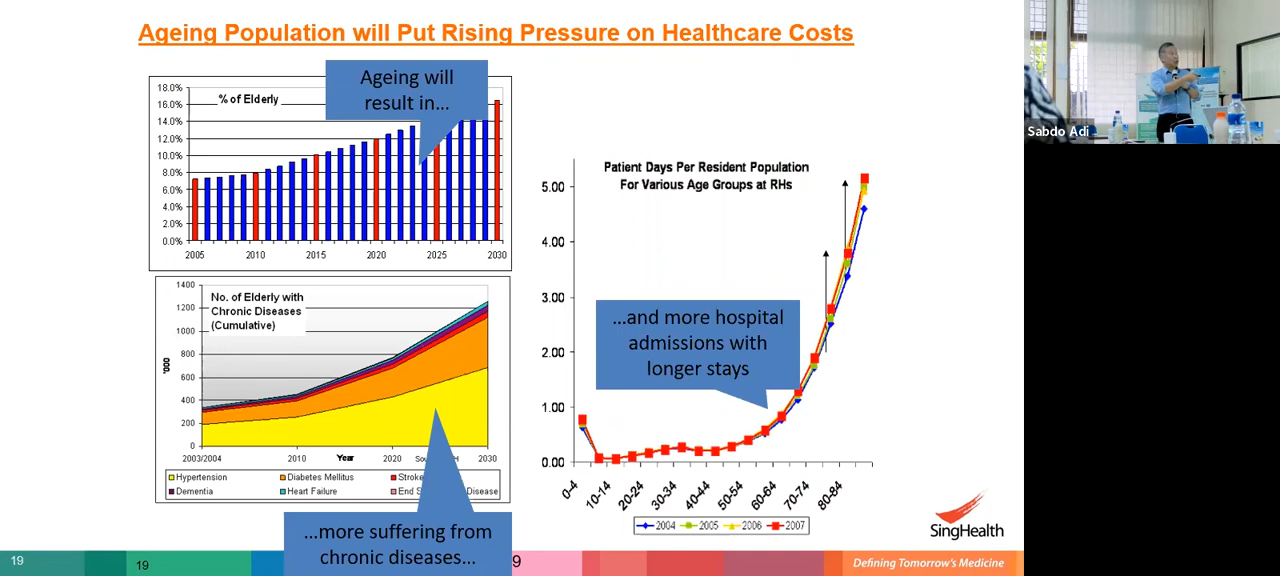 Ageing Population will Put Rising Pressure on Healthcare Costs
Ageing will
result in...
% of Elderly
18.0%
16.0%
14.0%
12.0%
10.0%
8.0%
6.0%
4.0%
2.0%
0.0%
2005
2010
2015
2020
2025
2030
No. of Elderly with
Chronic Diseases
(Cumulative)
'000
1400
1200
1000
800
600
400
200
0
2003/2004
2010
Year
2020
2030
Hypertension
Diabetes Mellitus
Stroke
Dementia
Heart Failure
End S
Disease
...more suffering from
chronic diseases...
Patient Days Per Resident Population
For Various Age Groups at RHs
5.00
4.00
3.00
2.00
1.00
0.00
...and more hospital
admissions with
longer stays
0-4
10-14
20-24
30-34
40-44
50-54
60-64
70-74
80-84
2004
2005
2006
2007
SingHealth
19
19
9
Defining Tomorrow's Medicine
Sabdo Adi